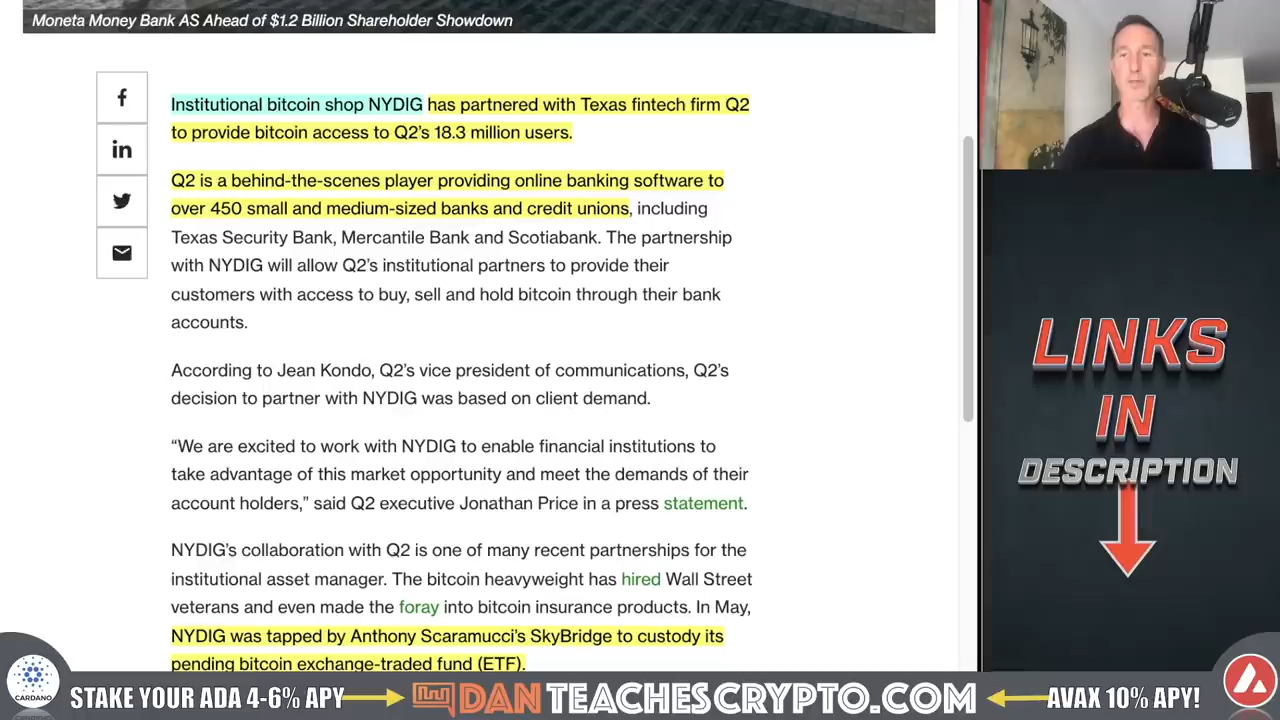 Moneta Money Bank AS Ahead of $1.2 Billion Shareholder Showdown
Institutional bitcoin shop NYDIG has partnered with Texas fintech firm Q2
to provide bitcoin access to Q2’s 18.3 million users.
Q2 is a behind-the-scenes player providing online banking software to
over 450 small and medium-sized banks and credit unions, including
Texas Security Bank, Mercantile Bank and Scotiabank. The partnership
with NYDIG will allow Q2’s institutional partners to provide their
customers with access to buy, sell and hold bitcoin through their bank
accounts.
According to Jean Kondo, Q2’s vice president of communications, Q2’s
decision to partner with NYDIG was based on client demand.
“We are excited to work with NYDIG to enable financial institutions to
take advantage of this market opportunity and meet the demands of their
account holders,” said Q2 executive Jonathan Price in a press statement.
NYDIG’s collaboration with Q2 is one of many recent partnerships for the
institutional asset manager. The bitcoin heavyweight has hired Wall Street
veterans and even made the foray into bitcoin insurance products. In May,
NYDIG was tapped by Anthony Scaramucci’s SkyBridge to custody its
pending bitcoin exchange-traded fund (ETF).
LINKS
IN
DESCRIPTION
CARDANO
STAKE YOUR ADA 4-6% APY
DANTEACHESCRYPTO.COM
AVAX 10% APY!